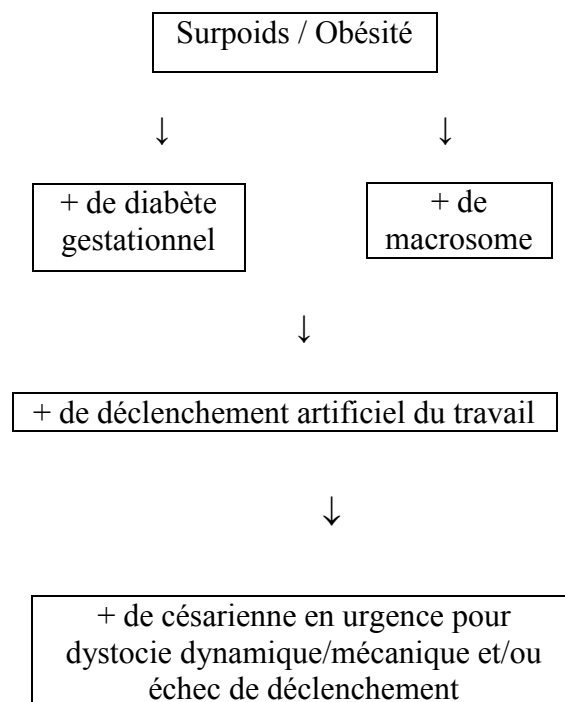 Surpoids / Obésité
↓ ↓
+ de diabète
gestationnel
+ de
macrosome
↓
+ de déclenchement artificiel du travail
↓
+ de césarienne en urgence pour
dystocie dynamique/mécanique et/ou
échec de déclenchement